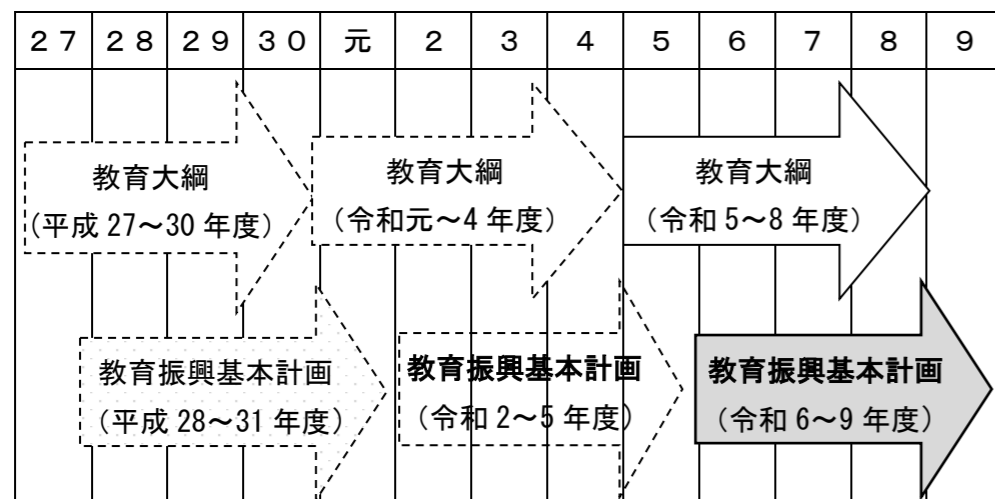 27 28 29 30 元 2 3 4 5 6 7 8 9
教育大綱
(平成 27～30 年度)
教育大綱
(令和元～4 年度)
教育大綱
(令和 5～8 年度)
教育振興基本計画
(平成 28～31 年度)
教育振興基本計画
(令和 2～5 年度)
教育振興基本計画
(令和 6～9 年度)